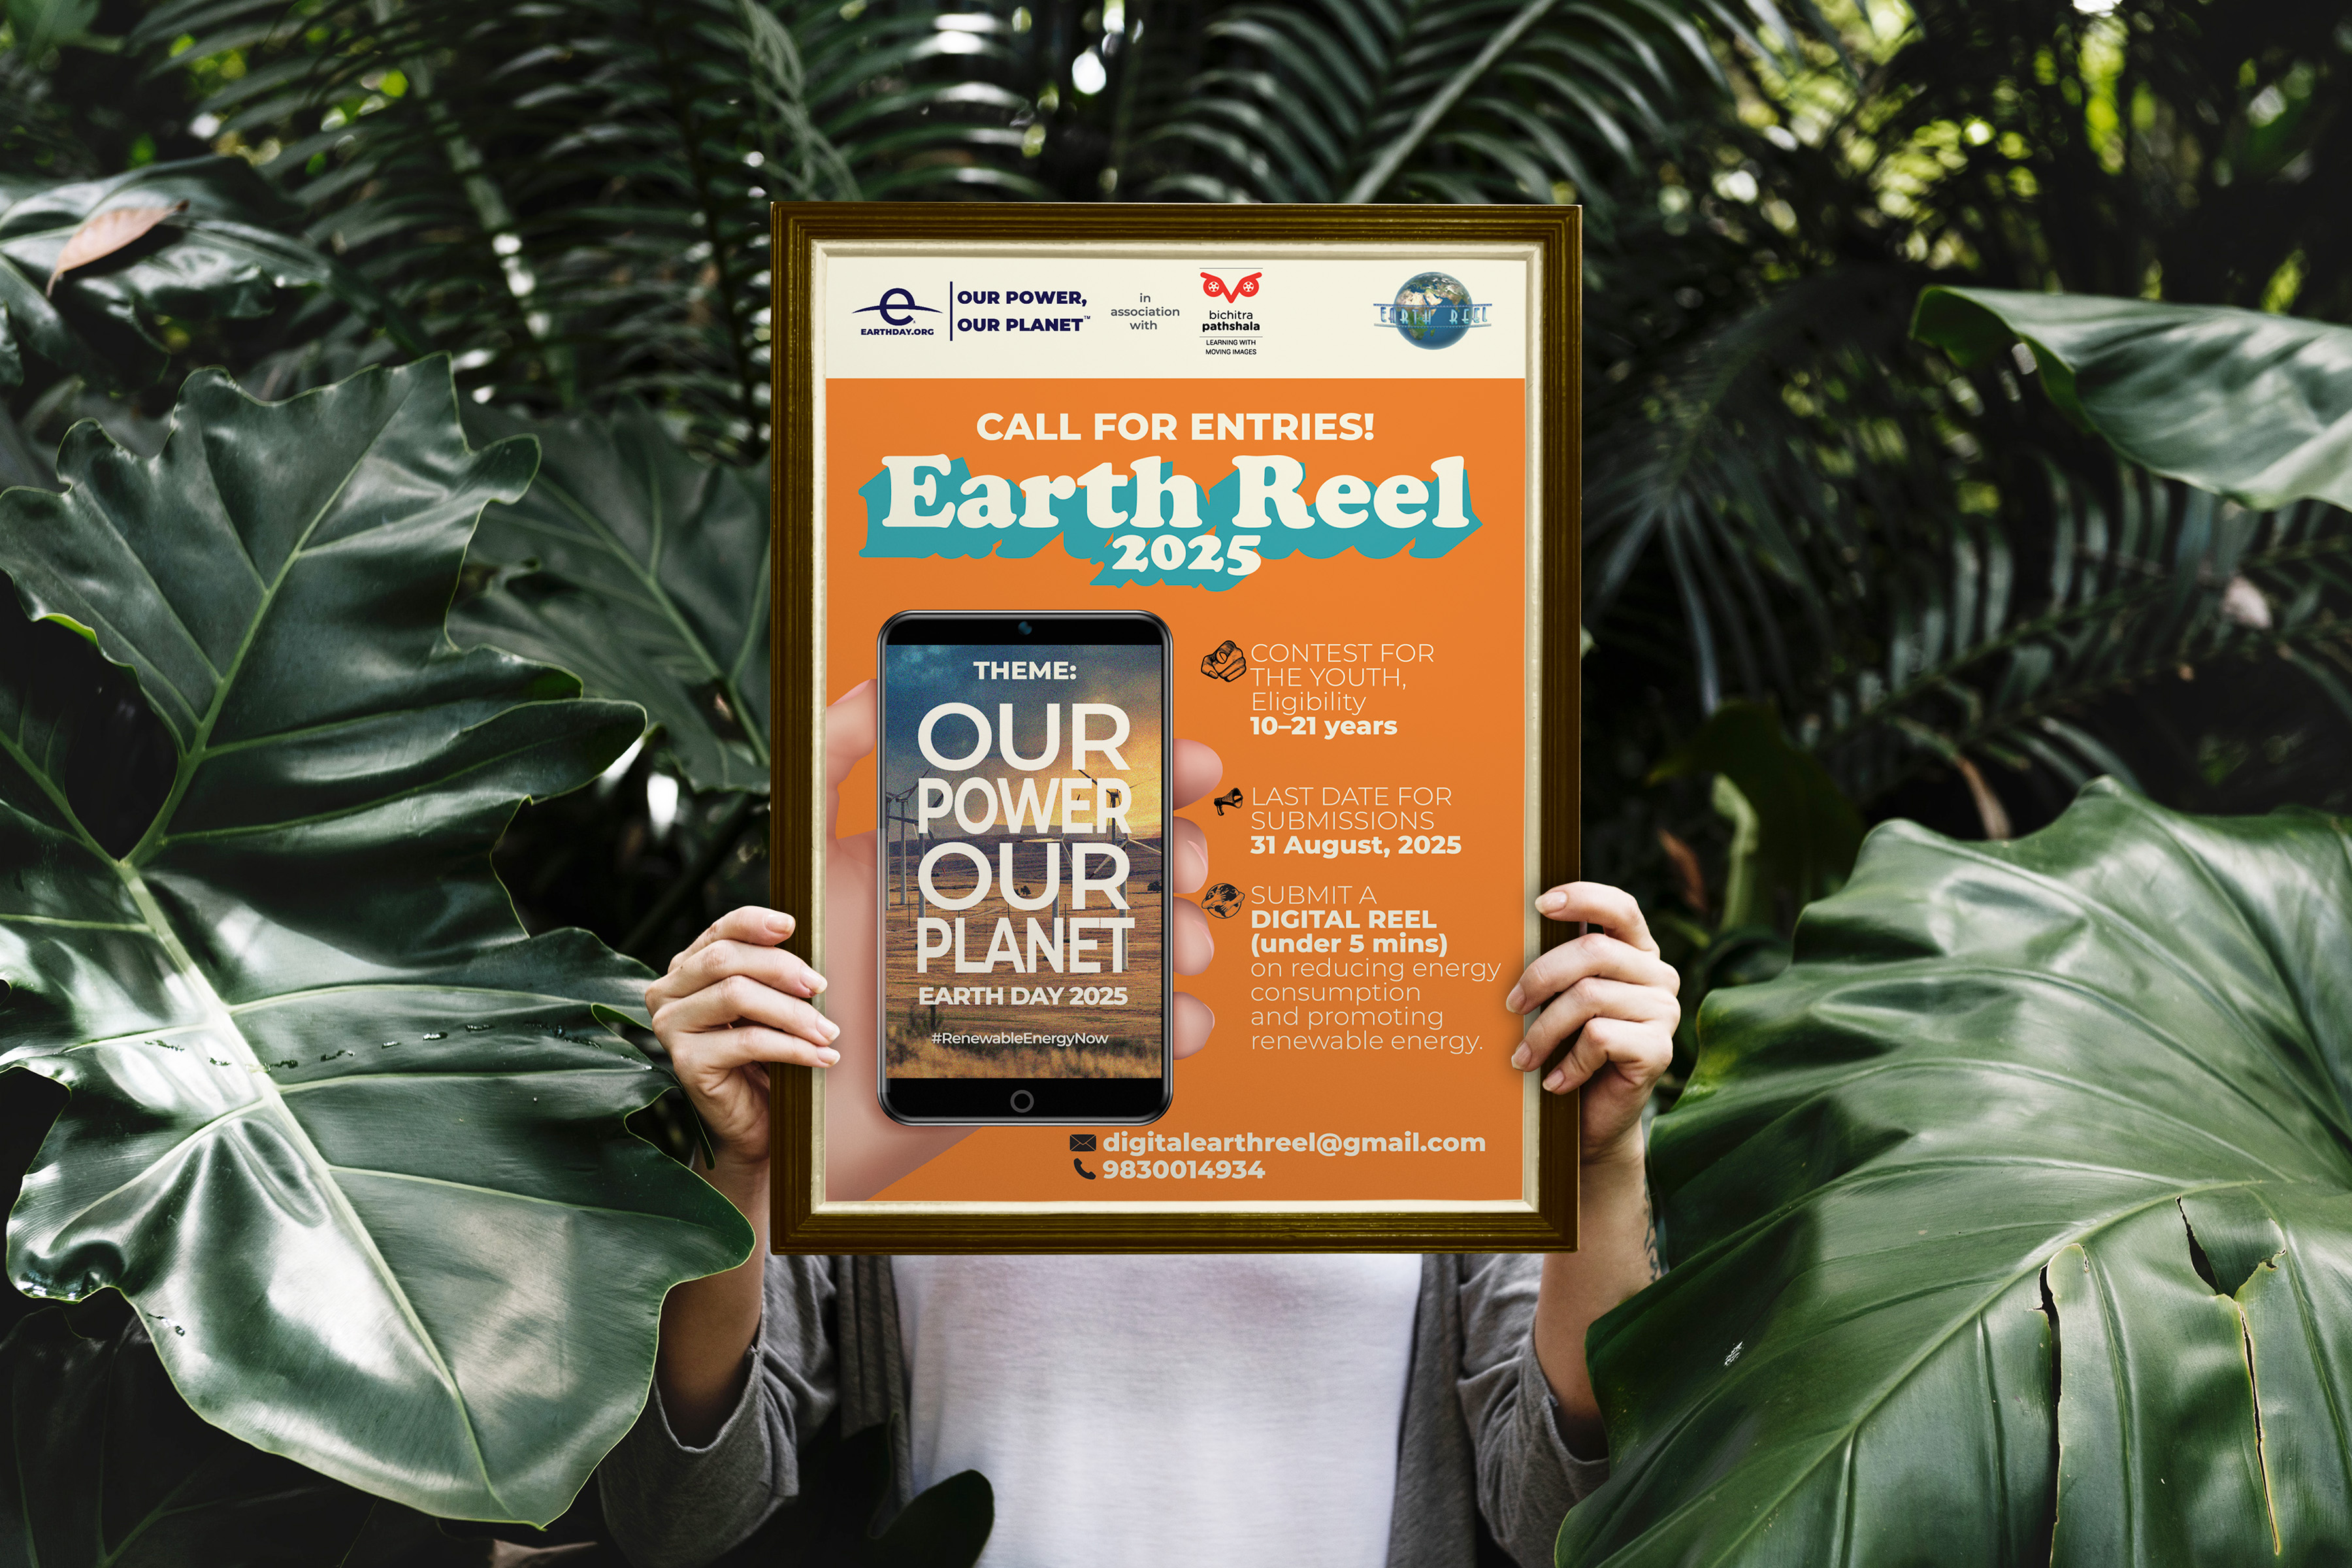 e
EARTHDAY.ORG
OUR POWER,
OUR PLANET™
in
association
with
bichitra
pathshala
LEARNING WITH
MOVING IMAGES
EARTH REEL
CALL FOR ENTRIES!
Earth Reel
2025
THEME:
OUR
POWER
OUR
PLANET
EARTH DAY 2025
#RenewableEnergyNow
CONTEST FOR
THE YOUTH,
Eligibility
10–21 years
LAST DATE FOR
SUBMISSIONS
31 August, 2025
SUBMIT A
DIGITAL REEL
(under 5 mins)
on reducing energy
consumption
and promoting
renewable energy.
digitalearthreel@gmail.com
9830014934